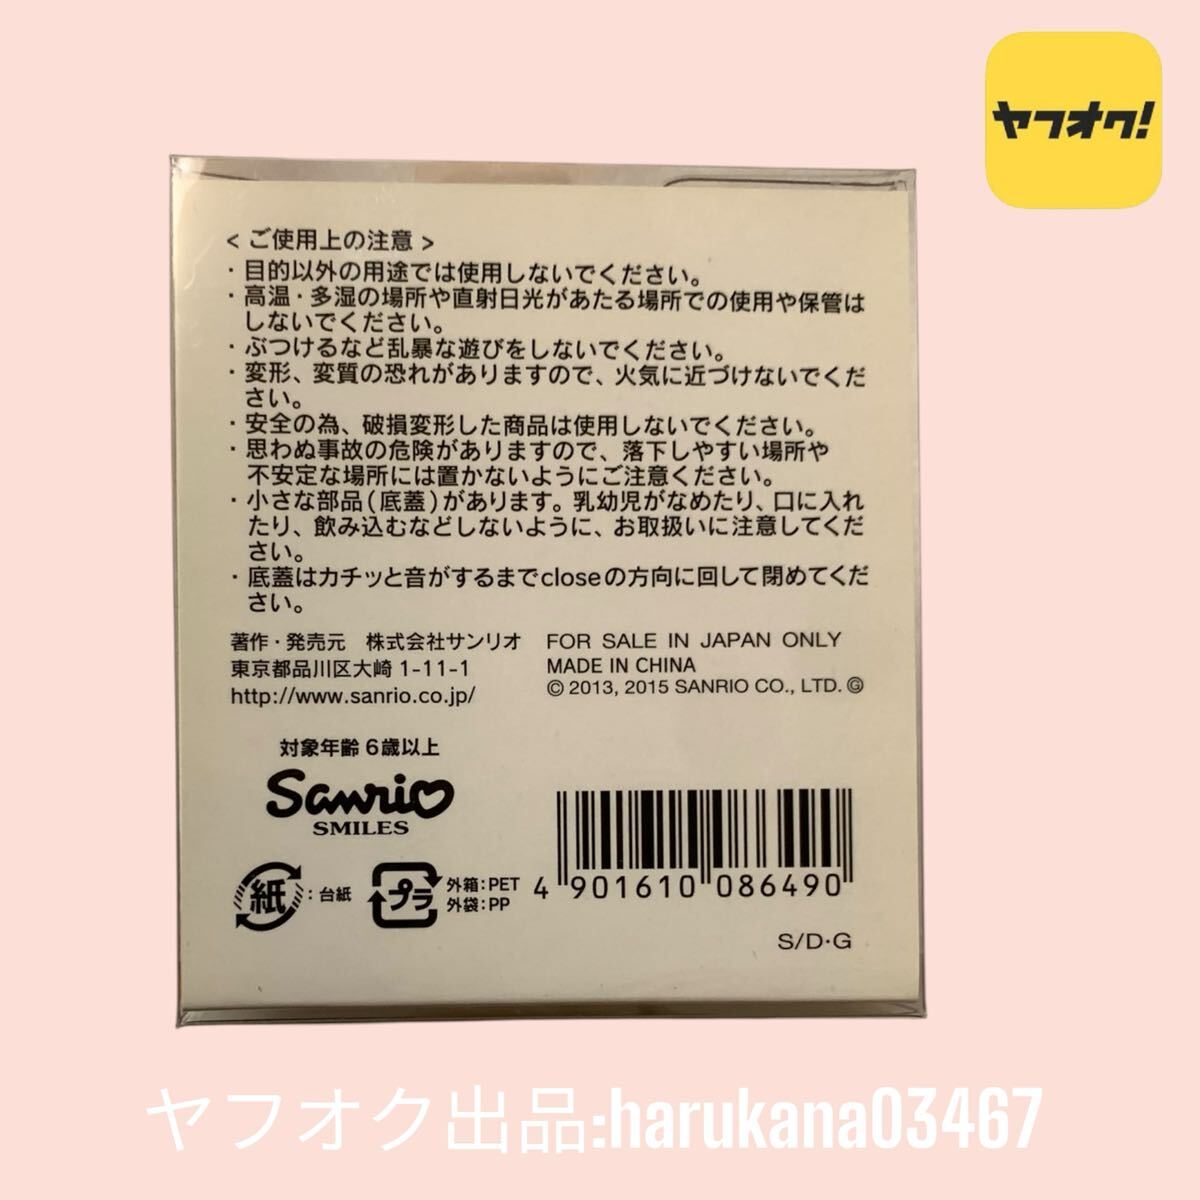 ヤフオク!
< ご使用上の注意 >
・目的以外の用途では使用しないでください。
・高温・多湿の場所や直射日光があたる場所での使用や保管は
しないでください。
・ぶつけるなど乱暴な遊びをしないでください。
・変形、変質の恐れがありますので、火気に近づけないでくだ
さい。
・安全の為、破損変形した商品は使用しないでください。
・思わぬ事故の危険がありますので、落下しやすい場所や
不安定な場所には置かないようにご注意ください。
・小さな部品(底蓋)があります。乳幼児がなめたり、口に入れ
たり、飲み込むなどしないように、お取扱いに注意してくだ
さい。
・底蓋はカチッと音がするまでcloseの方向に回して閉めてくだ
さい。
著作・発売元 株式会社サンリオ
東京都品川区大崎 1-11-1
http://www.sanrio.co.jp/
FOR SALE IN JAPAN ONLY
MADE IN CHINA
© 2013, 2015 SANRIO CO., LTD. Ⓖ
対象年齢 6歳以上
Sanrio
SMILES
紙:台紙
プラ
外箱:PET
外袋:PP
4 901610 086490
S/D・G
ヤフオク出品:harukana03467